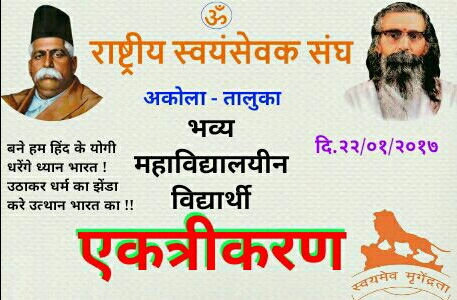 ॐ
राष्ट्रीय स्वयंसेवक संघ
अकोला - तालुका
भव्य
महाविद्यालयीन
विद्यार्थी
दि.२२/०१/२०१७
बने हम हिंद के योगी
धरेंगे ध्यान भारत !
उठाकर धर्म का झेंडा
करे उत्थान भारत का !!
एकत्रीकरण
स्वयमेव मृगेंद्रता